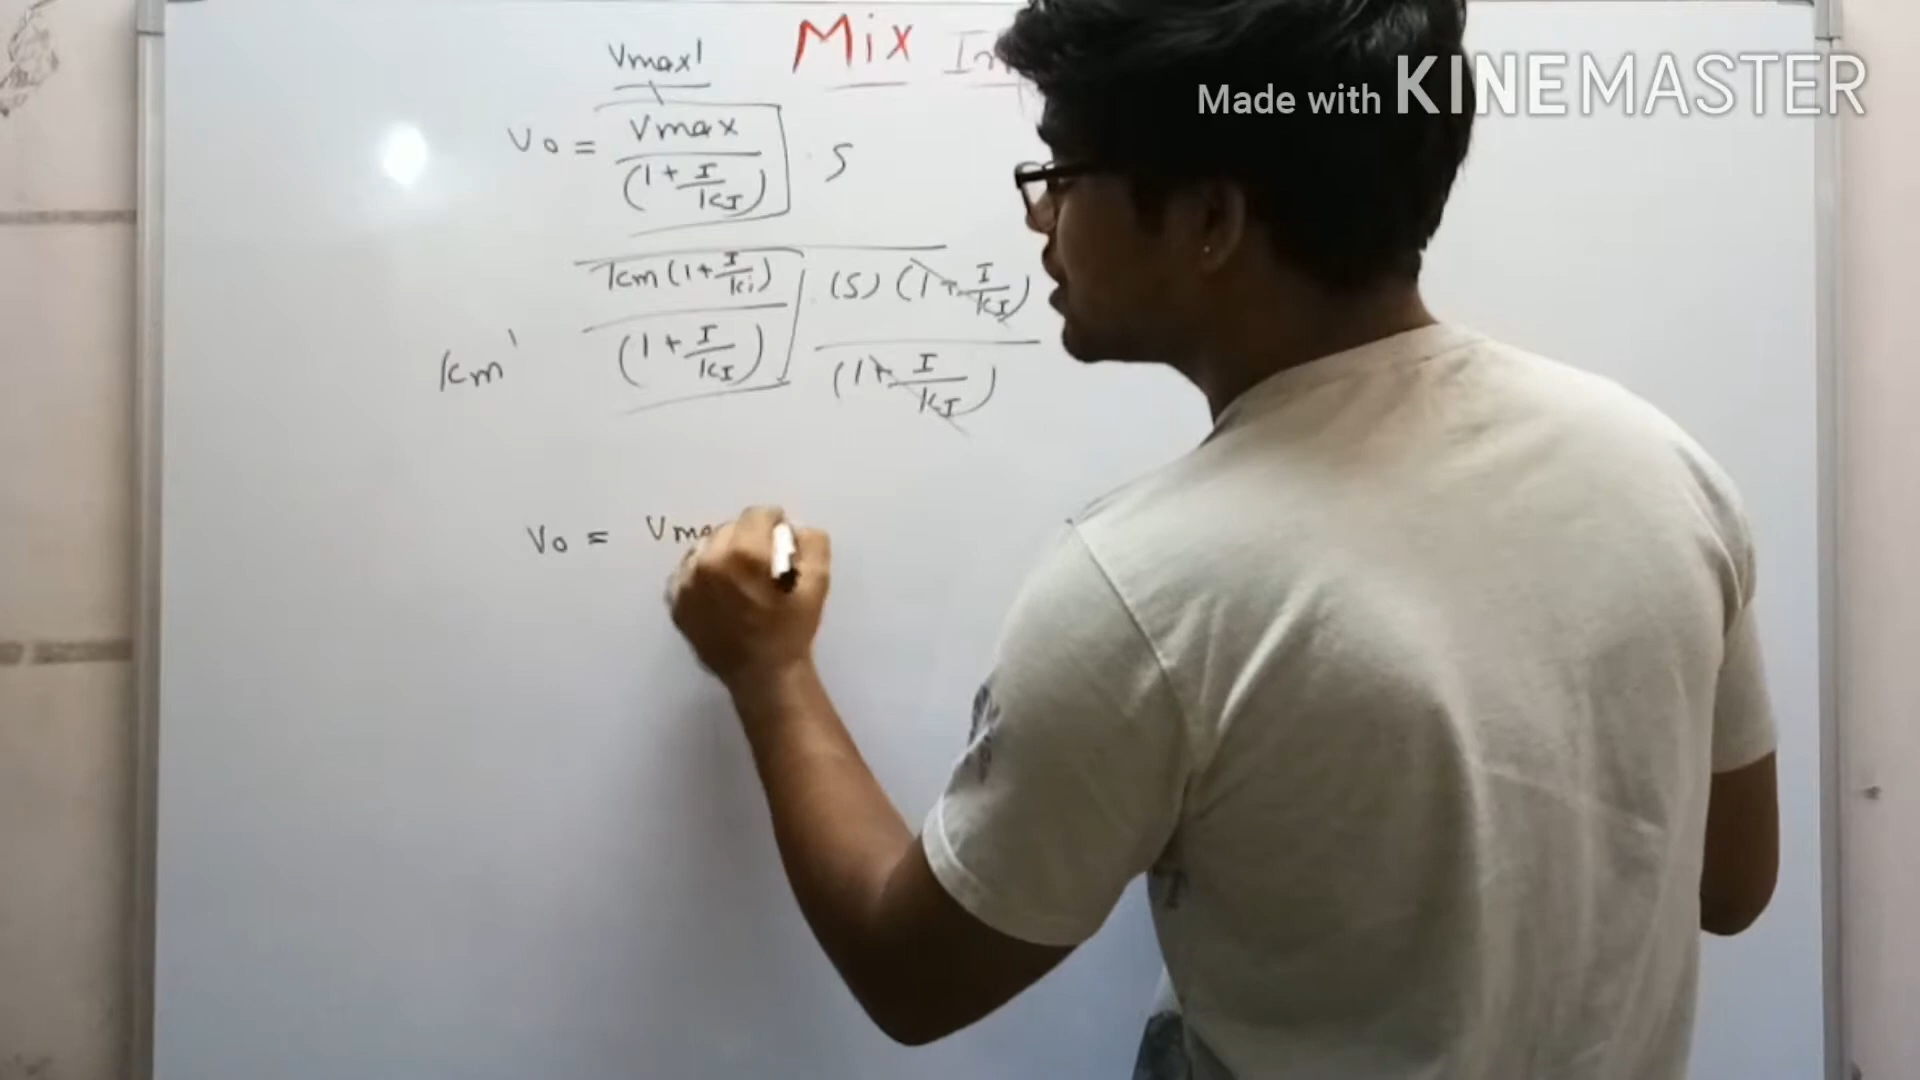 Mix
Made with KINEMASTER
Vmax'
Vo = Vmax / (1 + I/KI) · S
Km (1 + I/Ki) / (1 + I/KI) · (S) (1 + I/KI) / (1 + I/KI)
Km'
Vo =